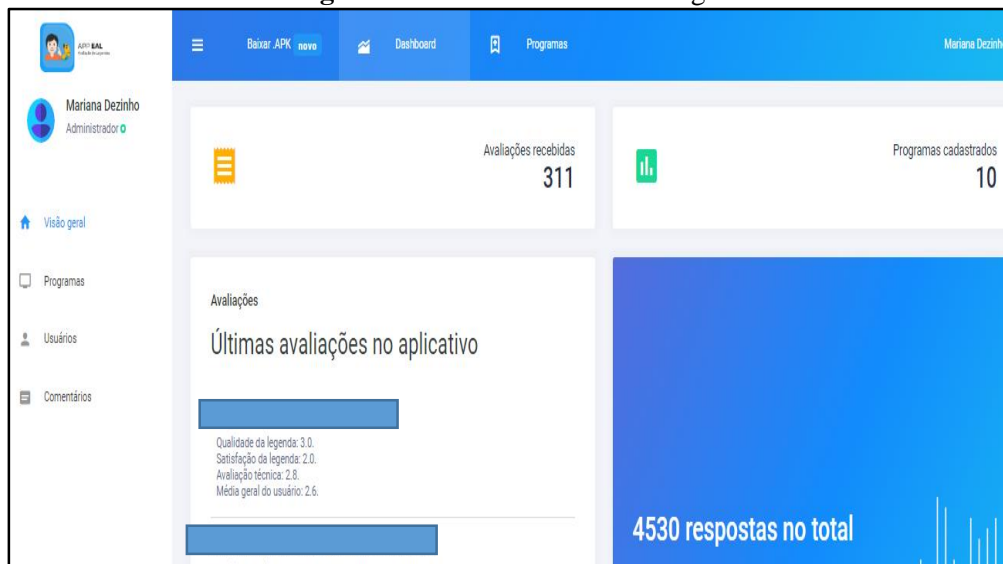 APP EAL
Baixar .APK novo
Dashboard
Programas
Mariana Dezinho
Mariana Dezinho
Administrador
Visão geral
Programas
Usuários
Comentários
Avaliações recebidas
311
Programas cadastrados
10
Avaliações
Últimas avaliações no aplicativo
Qualidade da legenda: 3.0.
Satisfação da legenda: 2.0.
Avaliação técnica: 2.8.
Média geral do usuário: 2.6.
4530 respostas no total